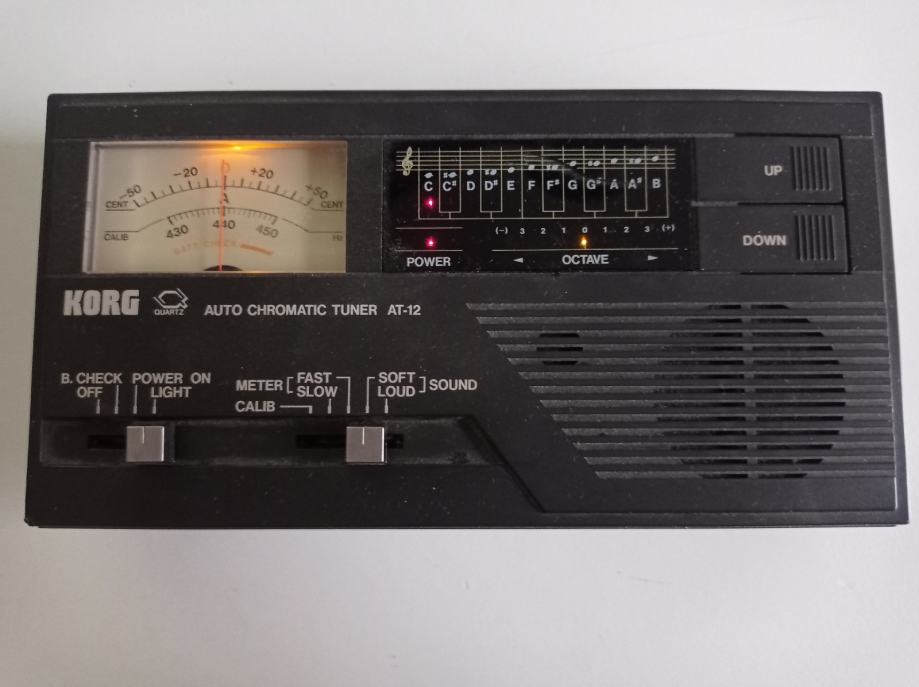 -50 -20 0 +20 +50
CENT CENT
A
CALIB 430 440 450 Hz
BATT. CHECK
C C♯ D D♯ E F F♯ G G♯ A A♯ B
(-) 3 2 1 0 1 2 3 (+)
POWER ◄ OCTAVE ►
UP
DOWN
KORG QUARTZ AUTO CHROMATIC TUNER AT-12
B. CHECK POWER ON
OFF LIGHT
METER FAST SOFT SOUND
SLOW LOUD
CALIB